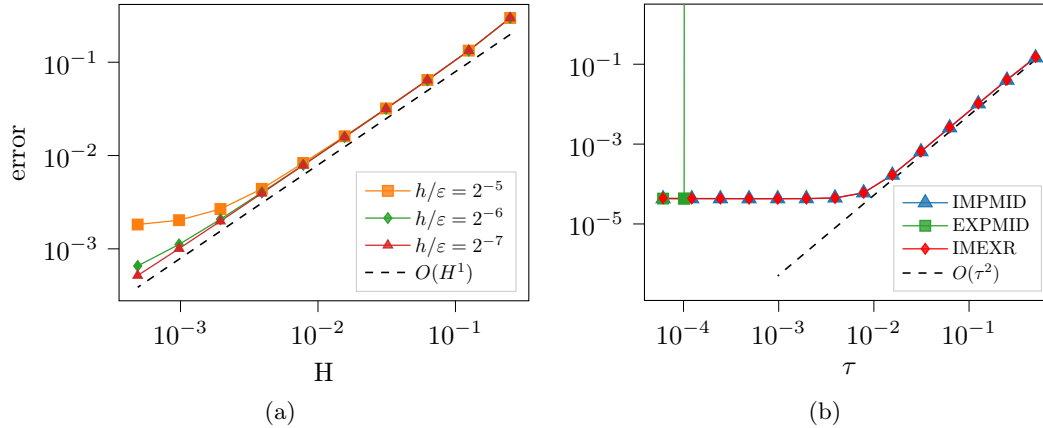 error
10^{-1}
10^{-2}
10^{-3}
h/ε = 2^{-5}
h/ε = 2^{-6}
h/ε = 2^{-7}
O(H^1)
10^{-3}
10^{-2}
10^{-1}
H
(a)
10^{-1}
10^{-3}
10^{-5}
IMPMID
EXPMID
IMEXR
O(τ^2)
10^{-4}
10^{-3}
10^{-2}
10^{-1}
τ
(b)